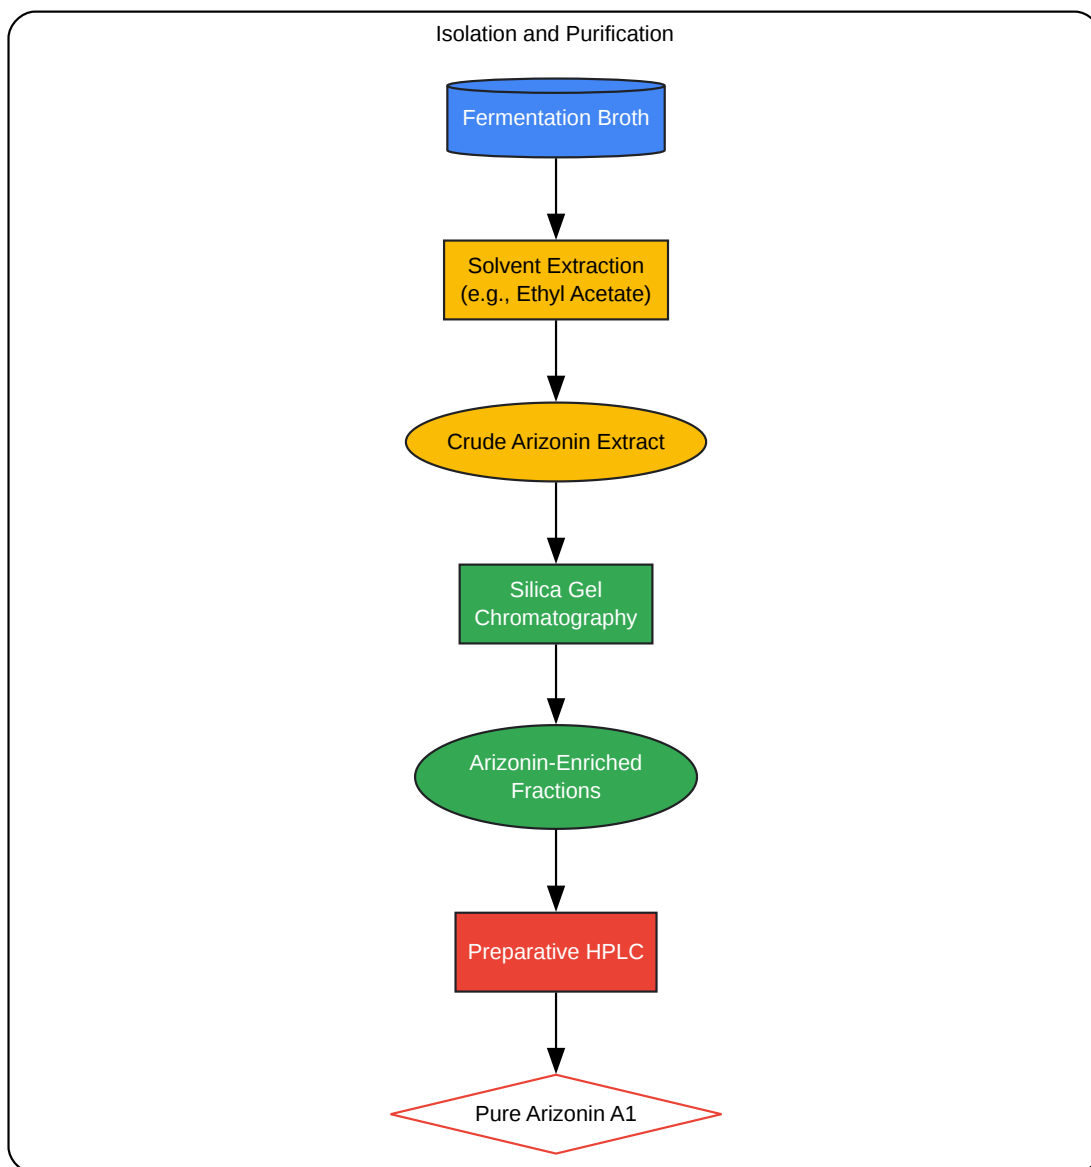 Isolation and Purification
Fermentation Broth
Solvent Extraction
(e.g., Ethyl Acetate)
Crude Arizonin Extract
Silica Gel
Chromatography
Arizonin-Enriched
Fractions
Preparative HPLC
Pure Arizonin A1